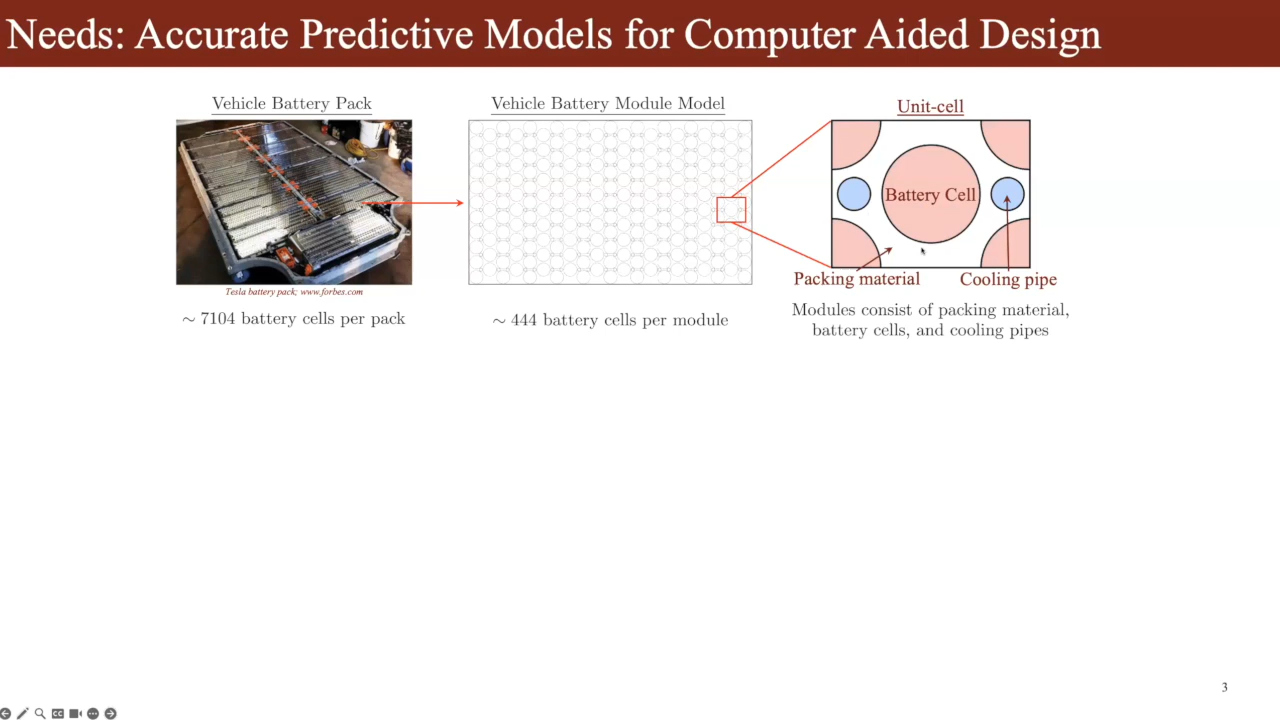 Needs: Accurate Predictive Models for Computer Aided Design
Vehicle Battery Pack
Tesla battery pack; www.forbes.com
∼ 7104 battery cells per pack
Vehicle Battery Module Model
∼ 444 battery cells per module
Unit-cell
Battery Cell
Packing material
Cooling pipe
Modules consist of packing material,
battery cells, and cooling pipes
3
CC